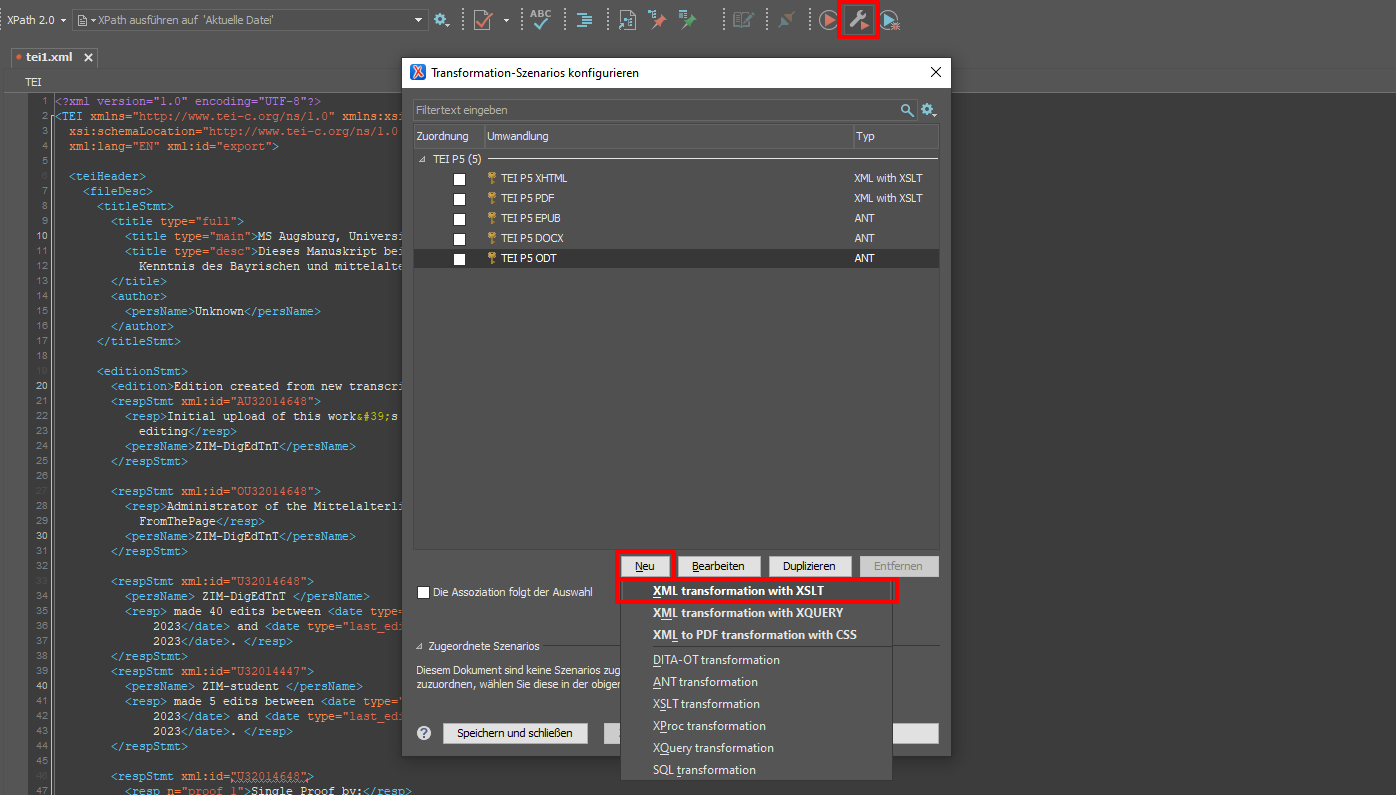 XPath 2.0 XPath ausführen auf 'Aktuelle Datei' ABC
tei1.xml
TEI
1 <?xml version="1.0" encoding="UTF-8"?>
2 <TEI xmlns="http://www.tei-c.org/ns/1.0" xmlns:xsi
3 xsi:schemaLocation="http://www.tei-c.org/ns/1.0
4 xml:lang="EN" xml:id="export">
5
6 <teiHeader>
7 <fileDesc>
8 <titleStmt>
9 <title type="full">
10 <title type="main">MS Augsburg, Universi
11 <title type="desc">Dieses Manuskript bei
12 Kenntnis des Bayrischen und mittelalte
13 </title>
14 <author>
15 <persName>Unknown</persName>
16 </author>
17 </titleStmt>
18
19 <editionStmt>
20 <edition>Edition created from new transcri
21 <respStmt xml:id="AU32014648">
22 <resp>Initial upload of this work&#39;s
23 editing</resp>
24 <persName>ZIM-DigEdTnT</persName>
25 </respStmt>
26
27 <respStmt xml:id="OU32014648">
28 <resp>Administrator of the Mittelalterli
29 FromThePage</resp>
30 <persName>ZIM-DigEdTnT</persName>
31 </respStmt>
32
33 <respStmt xml:id="U32014648">
34 <persName> ZIM-DigEdTnT </persName>
35 <resp> made 40 edits between <date type=
36 2023</date> and <date type="last_edi
37 2023</date>. </resp>
38 </respStmt>
39 <respStmt xml:id="U32014447">
40 <persName> ZIM-student </persName>
41 <resp> made 5 edits between <date type="
42 2023</date> and <date type="last_edi
43 2023</date>. </resp>
44 </respStmt>
45
46 <respStmt xml:id="U32014648">
47 <resp n="proof 1">Single Proof by:</resp>
Transformation-Szenarios konfigurieren
Filtertext eingeben
Zuordnung Umwandlung Typ
TEI P5 (5)
TEI P5 XHTML XML with XSLT
TEI P5 PDF XML with XSLT
TEI P5 EPUB ANT
TEI P5 DOCX ANT
TEI P5 ODT ANT
Neu Bearbeiten Duplizieren Entfernen
Die Assoziation folgt der Auswahl
Zugeordnete Szenarios
Diesem Dokument sind keine Szenarios zug
zuzuordnen, wählen Sie diese in der obiger
Speichern und schließen
XML transformation with XSLT
XML transformation with XQUERY
XML to PDF transformation with CSS
DITA-OT transformation
ANT transformation
XSLT transformation
XProc transformation
XQuery transformation
SQL transformation